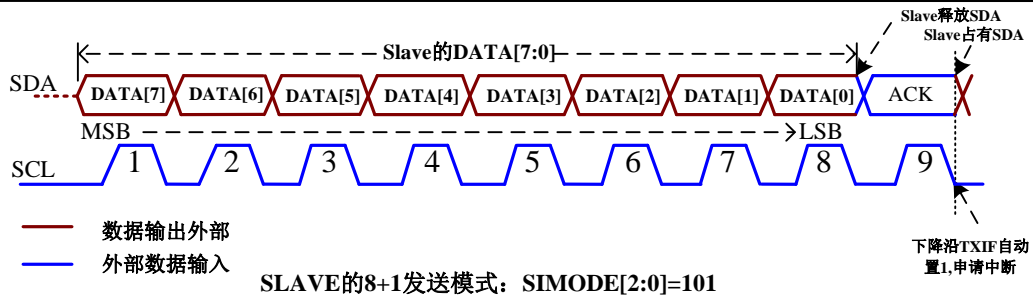 Slave释放SDA
Slave占有SDA
Slave的DATA[7:0]
SDA
DATA[7] DATA[6] DATA[5] DATA[4] DATA[3] DATA[2] DATA[1] DATA[0] ACK
MSB LSB
SCL
1 2 3 4 5 6 7 8 9
数据输出外部
外部数据输入
下降沿TXIF自动
置1,申请中断
SLAVE的8+1发送模式：SIMODE[2:0]=101